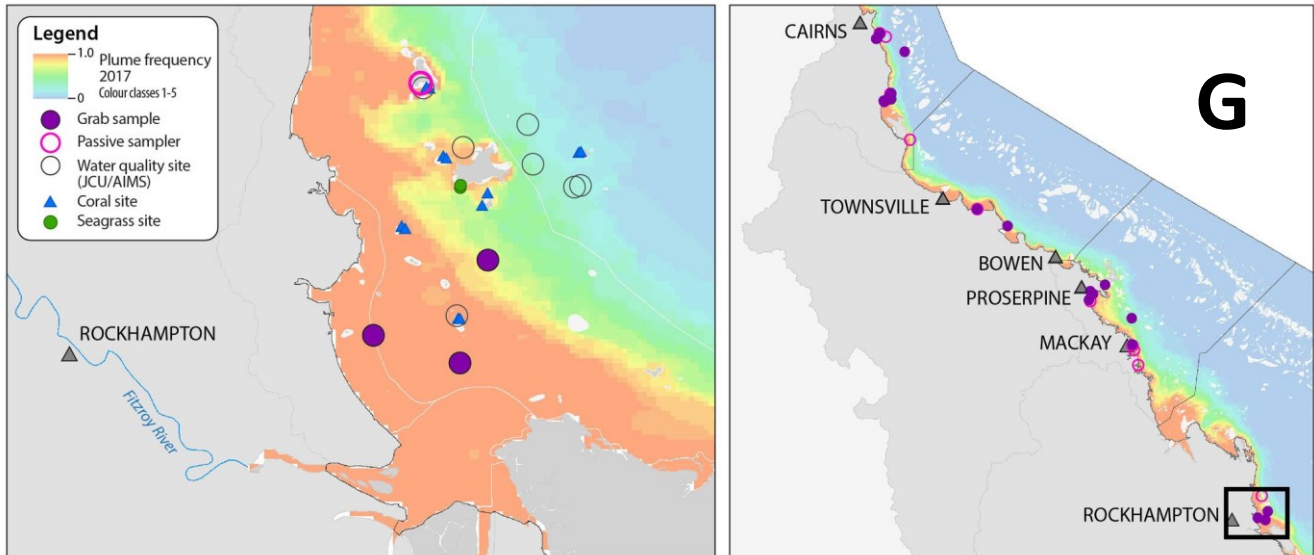 Legend
1.0
Plume frequency
2017
Colour classes 1-5
0
Grab sample
Passive sampler
Water quality site
(JCU/AIMS)
Coral site
Seagrass site
ROCKHAMPTON
Fitzroy River
G
CAIRNS
TOWNSVILLE
BOWEN
PROSERPINE
MACKAY
ROCKHAMPTON